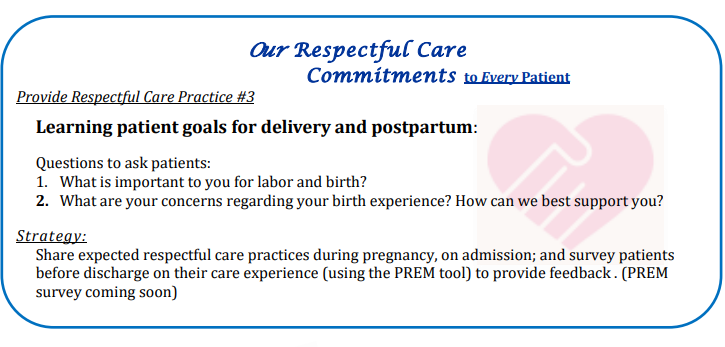 Our Respectful Care
Commitments to Every Patient
Provide Respectful Care Practice #3
Learning patient goals for delivery and postpartum:
Questions to ask patients:
1. What is important to you for labor and birth?
2. What are your concerns regarding your birth experience? How can we best support you?
Strategy:
Share expected respectful care practices during pregnancy, on admission; and survey patients
before discharge on their care experience (using the PREM tool) to provide feedback . (PREM
survey coming soon)